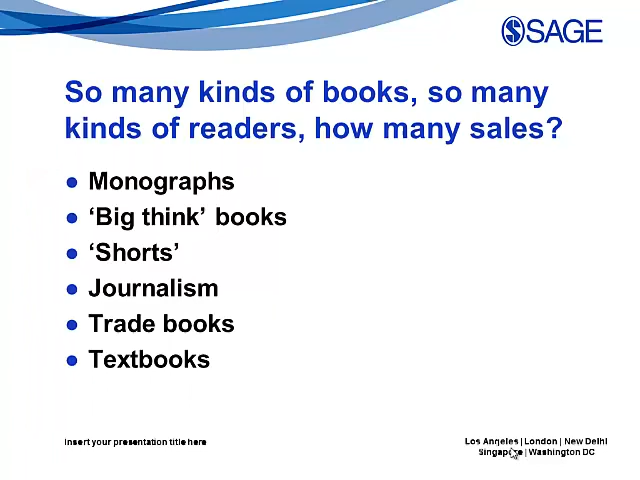 SAGE
So many kinds of books, so many
kinds of readers, how many sales?
● Monographs
● ‘Big think’ books
● ‘Shorts’
● Journalism
● Trade books
● Textbooks
Insert your presentation title here
Los Angeles | London | New Delhi
Singapore | Washington DC